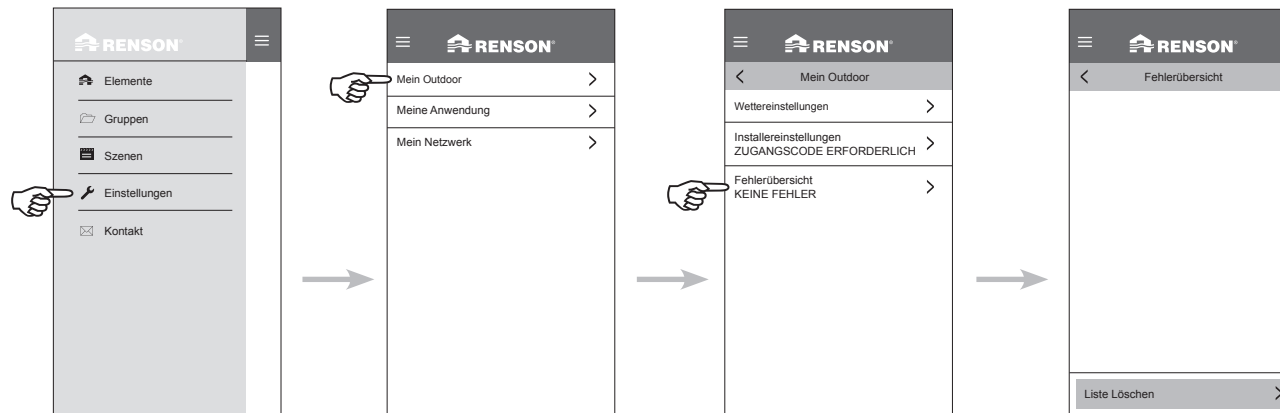 RENSON®
Elemente
Gruppen
Szenen
Einstellungen
Kontakt
RENSON®
Mein Outdoor
Meine Anwendung
Mein Netzwerk
RENSON®
Mein Outdoor
Wettereinstellungen
Installereinstellungen
ZUGANGSCODE ERFORDERLICH
Fehlerübersicht
KEINE FEHLER
RENSON®
Fehlerübersicht
Liste Löschen